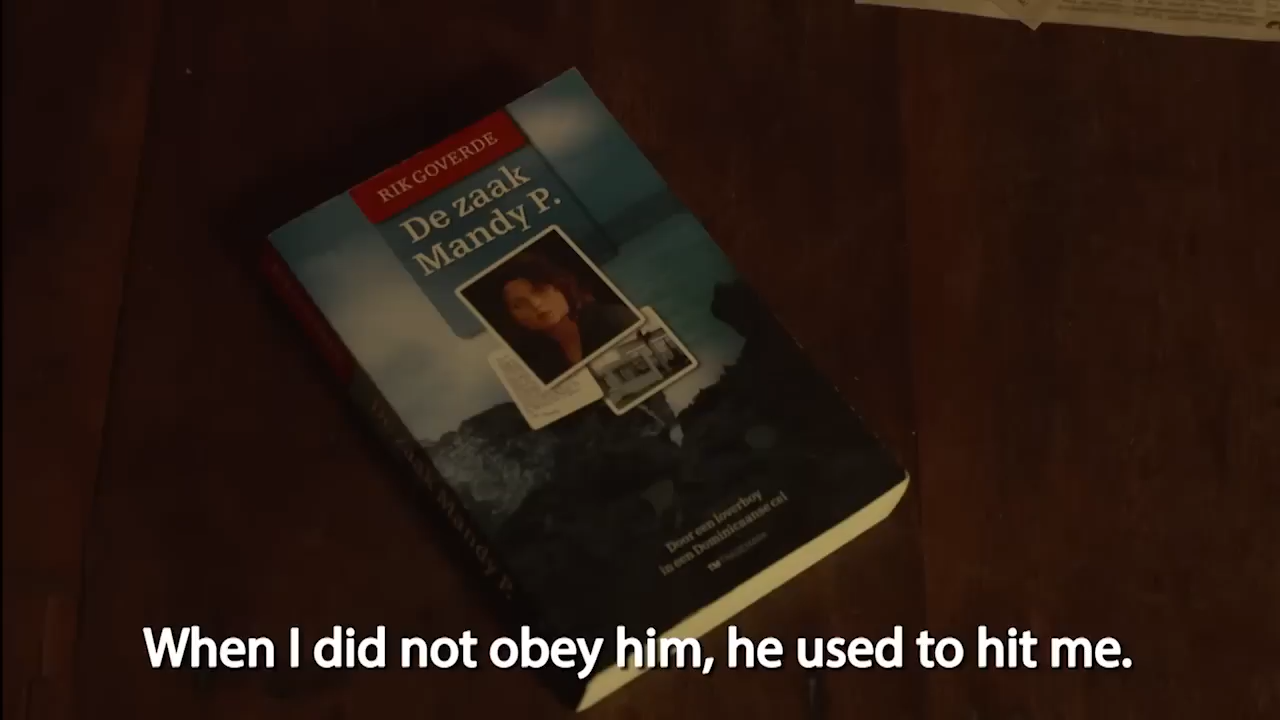 RIK GOVERDE
De zaak
Mandy P.
Door een loverboy
in een Dominicaanse cel
De zaak Mandy P.
When I did not obey him, he used to hit me.